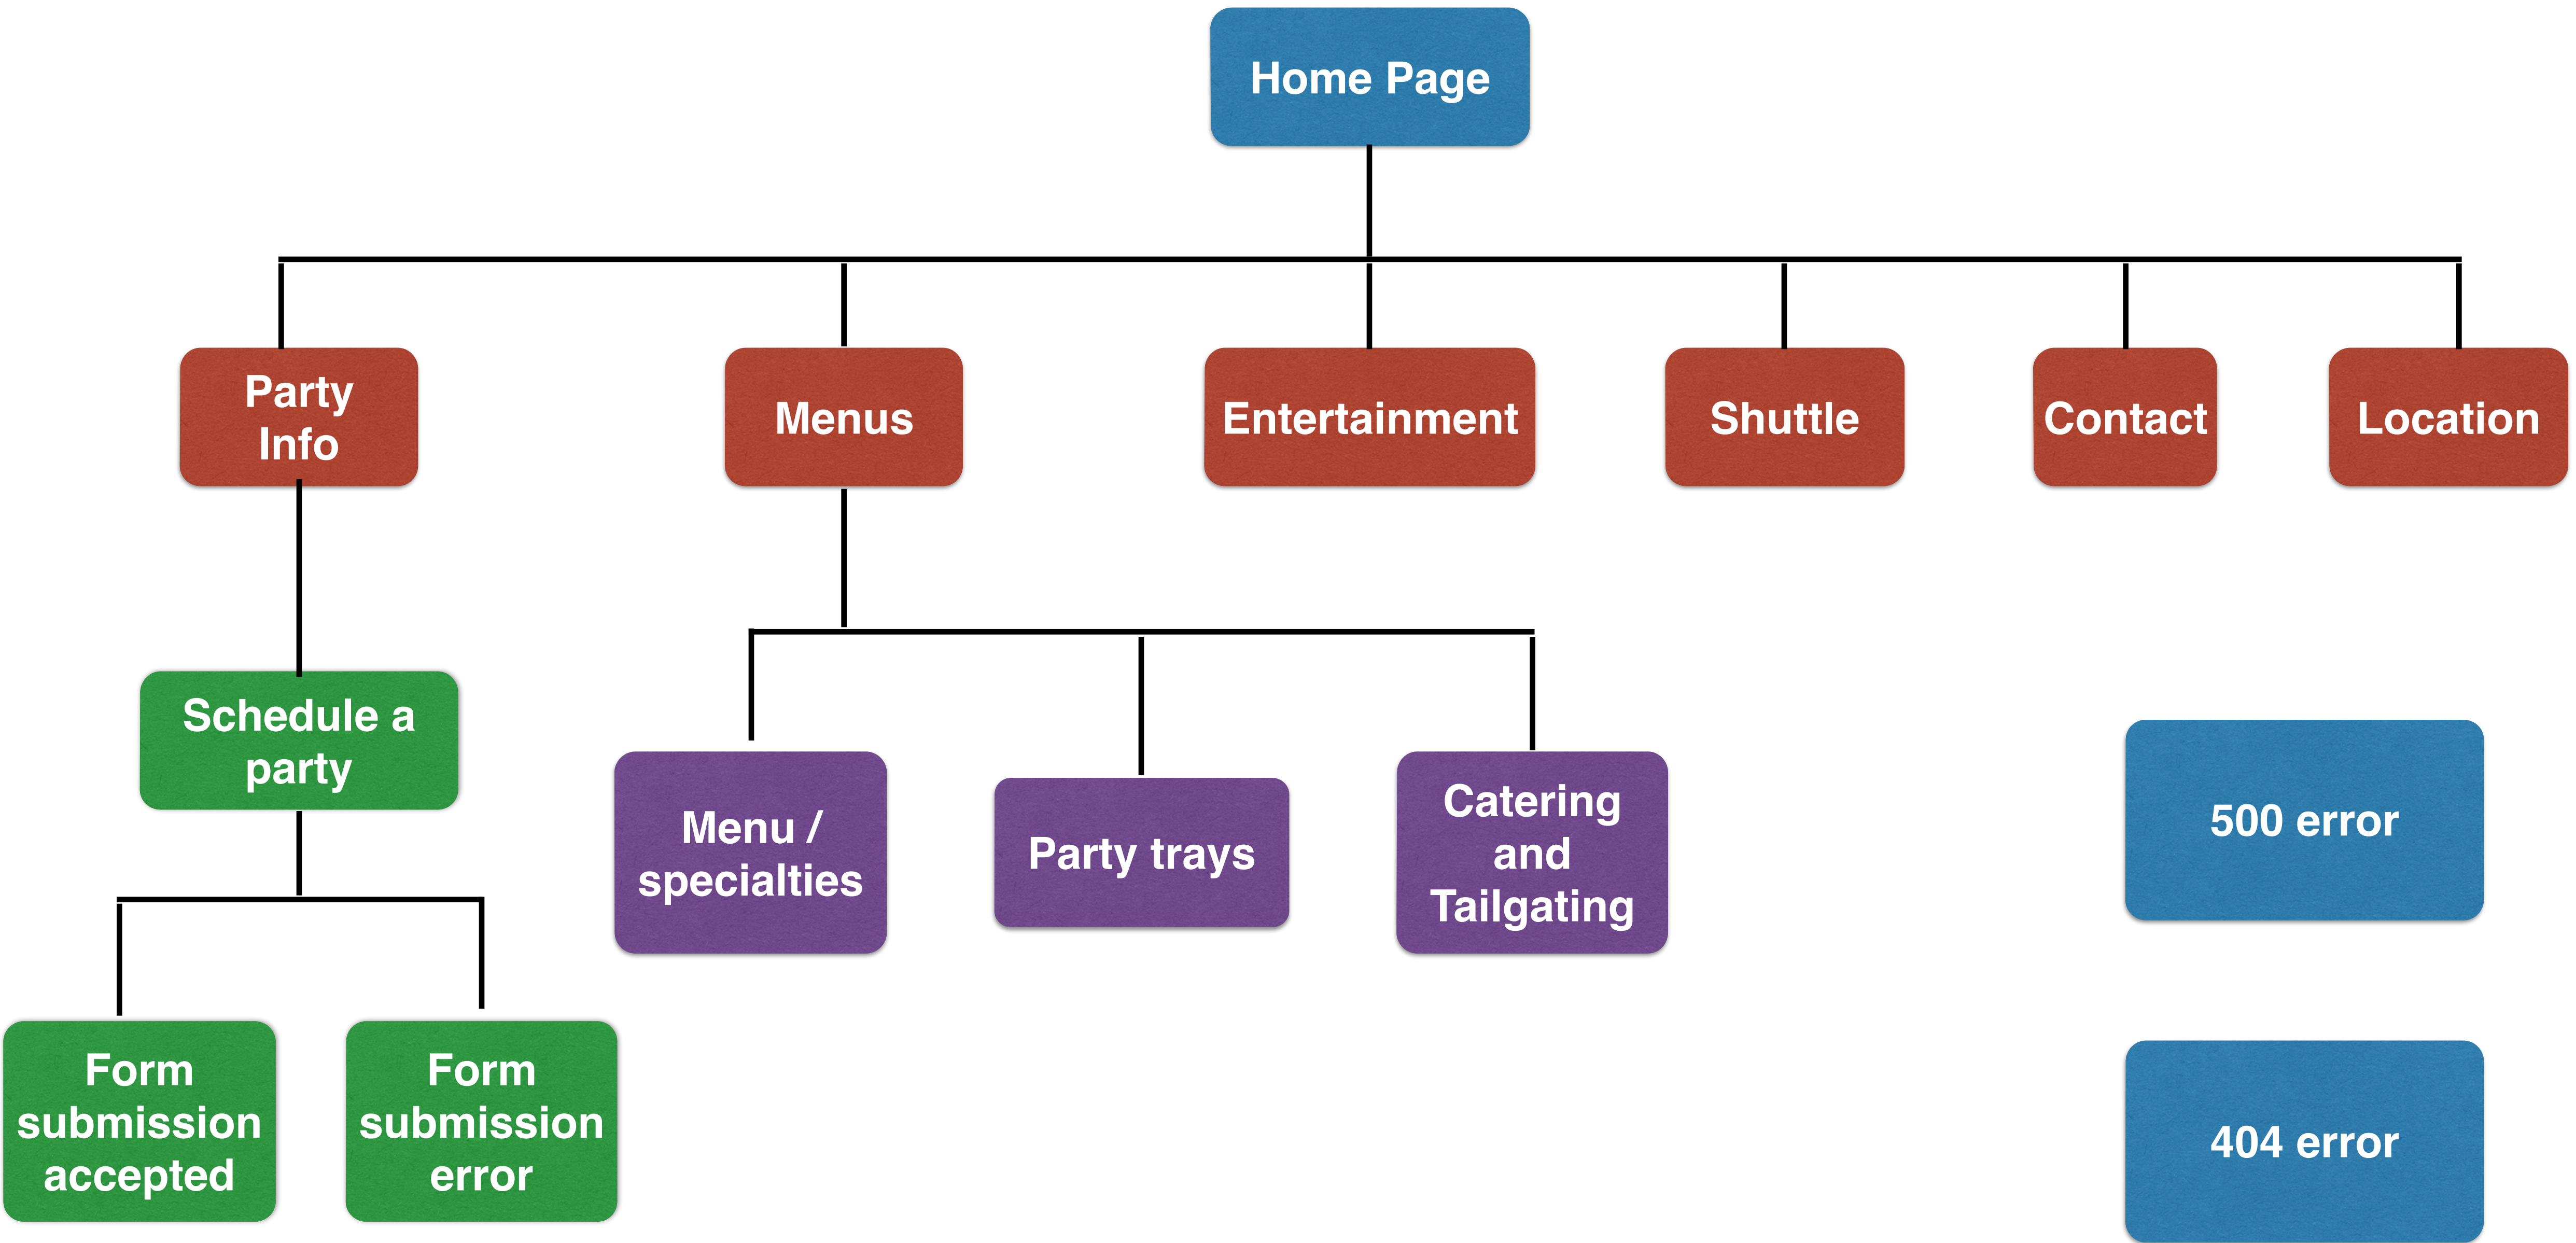 Home Page
Party
Info
Menus
Entertainment
Shuttle
Contact
Location
Schedule a
party
Menu /
specialties
Party trays
Catering
and
Tailgating
500 error
Form
submission
accepted
Form
submission
error
404 error